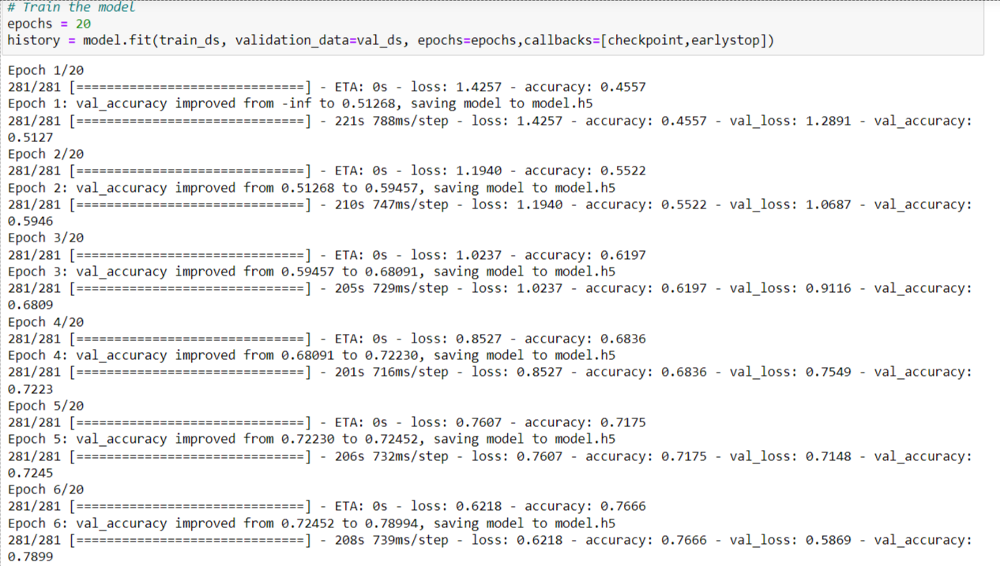 # Train the model
epochs = 20
history = model.fit(train_ds, validation_data=val_ds, epochs=epochs,callbacks=[checkpoint,earlystop])
Epoch 1/20
281/281 [==============================] - ETA: 0s - loss: 1.4257 - accuracy: 0.4557
Epoch 1: val_accuracy improved from -inf to 0.51268, saving model to model.h5
281/281 [==============================] - 221s 788ms/step - loss: 1.4257 - accuracy: 0.4557 - val_loss: 1.2891 - val_accuracy:
0.5127
Epoch 2/20
281/281 [==============================] - ETA: 0s - loss: 1.1940 - accuracy: 0.5522
Epoch 2: val_accuracy improved from 0.51268 to 0.59457, saving model to model.h5
281/281 [==============================] - 210s 747ms/step - loss: 1.1940 - accuracy: 0.5522 - val_loss: 1.0687 - val_accuracy:
0.5946
Epoch 3/20
281/281 [==============================] - ETA: 0s - loss: 1.0237 - accuracy: 0.6197
Epoch 3: val_accuracy improved from 0.59457 to 0.68091, saving model to model.h5
281/281 [==============================] - 205s 729ms/step - loss: 1.0237 - accuracy: 0.6197 - val_loss: 0.9116 - val_accuracy:
0.6809
Epoch 4/20
281/281 [==============================] - ETA: 0s - loss: 0.8527 - accuracy: 0.6836
Epoch 4: val_accuracy improved from 0.68091 to 0.72230, saving model to model.h5
281/281 [==============================] - 201s 716ms/step - loss: 0.8527 - accuracy: 0.6836 - val_loss: 0.7549 - val_accuracy:
0.7223
Epoch 5/20
281/281 [==============================] - ETA: 0s - loss: 0.7607 - accuracy: 0.7175
Epoch 5: val_accuracy improved from 0.72230 to 0.72452, saving model to model.h5
281/281 [==============================] - 206s 732ms/step - loss: 0.7607 - accuracy: 0.7175 - val_loss: 0.7148 - val_accuracy:
0.7245
Epoch 6/20
281/281 [==============================] - ETA: 0s - loss: 0.6218 - accuracy: 0.7666
Epoch 6: val_accuracy improved from 0.72452 to 0.78994, saving model to model.h5
281/281 [==============================] - 208s 739ms/step - loss: 0.6218 - accuracy: 0.7666 - val_loss: 0.5869 - val_accuracy:
0.7899